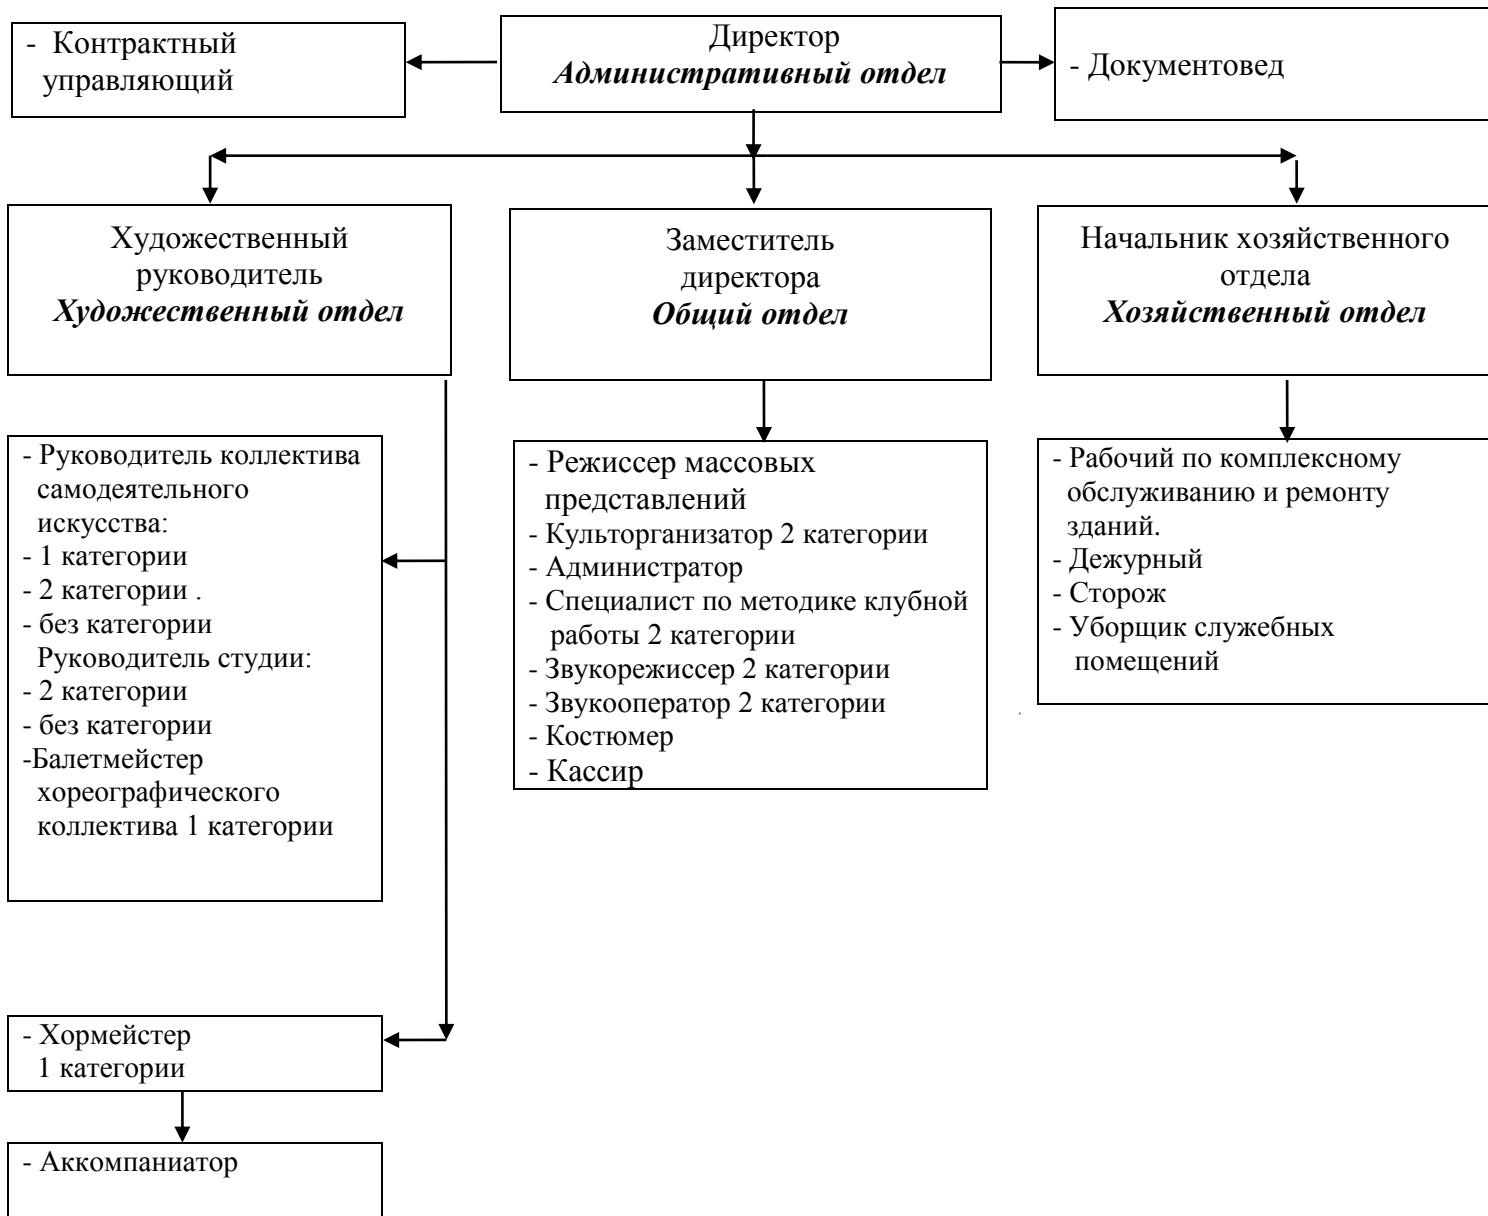 - Контрактный
управляющий
Директор
Административный отдел
- Документовед
Художественный
руководитель
Художественный отдел
Заместитель
директора
Общий отдел
Начальник хозяйственного
отдела
Хозяйственный отдел
- Руководитель коллектива
самодеятельного
искусства:
- 1 категории
- 2 категории .
- без категории
Руководитель студии:
- 2 категории
- без категории
-Балетмейстер
хореографического
коллектива 1 категории
- Режиссер массовых
представлений
- Культорганизатор 2 категории
- Администратор
- Специалист по методике клубной
работы 2 категории
- Звукорежиссер 2 категории
- Звукооператор 2 категории
- Костюмер
- Кассир
- Рабочий по комплексному
обслуживанию и ремонту
зданий.
- Дежурный
- Сторож
- Уборщик служебных
помещений
- Хормейстер
1 категории
- Аккомпаниатор